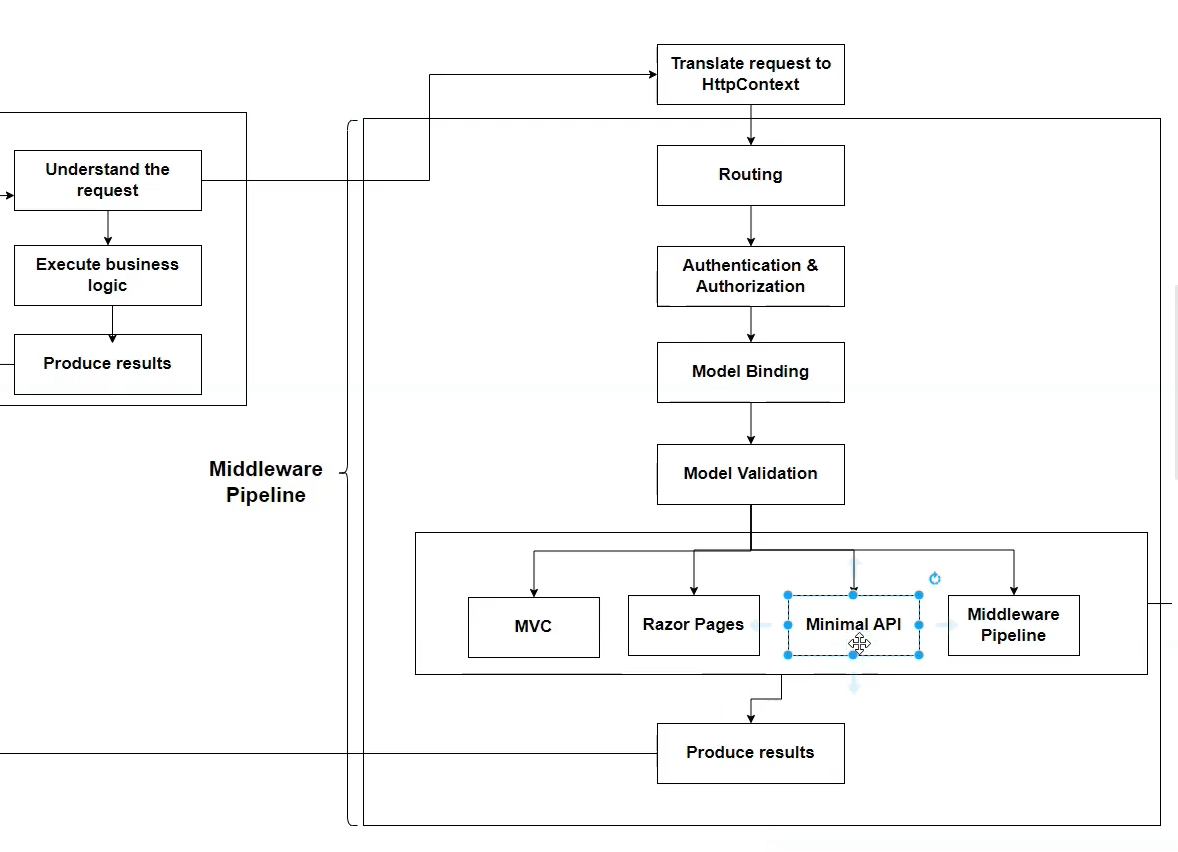 Translate request to
HttpContext
Understand the
request
Routing
Execute business
logic
Authentication &
Authorization
Produce results
Model Binding
Middleware
Pipeline
Model Validation
MVC
Razor Pages
Minimal API
Middleware
Pipeline
Produce results